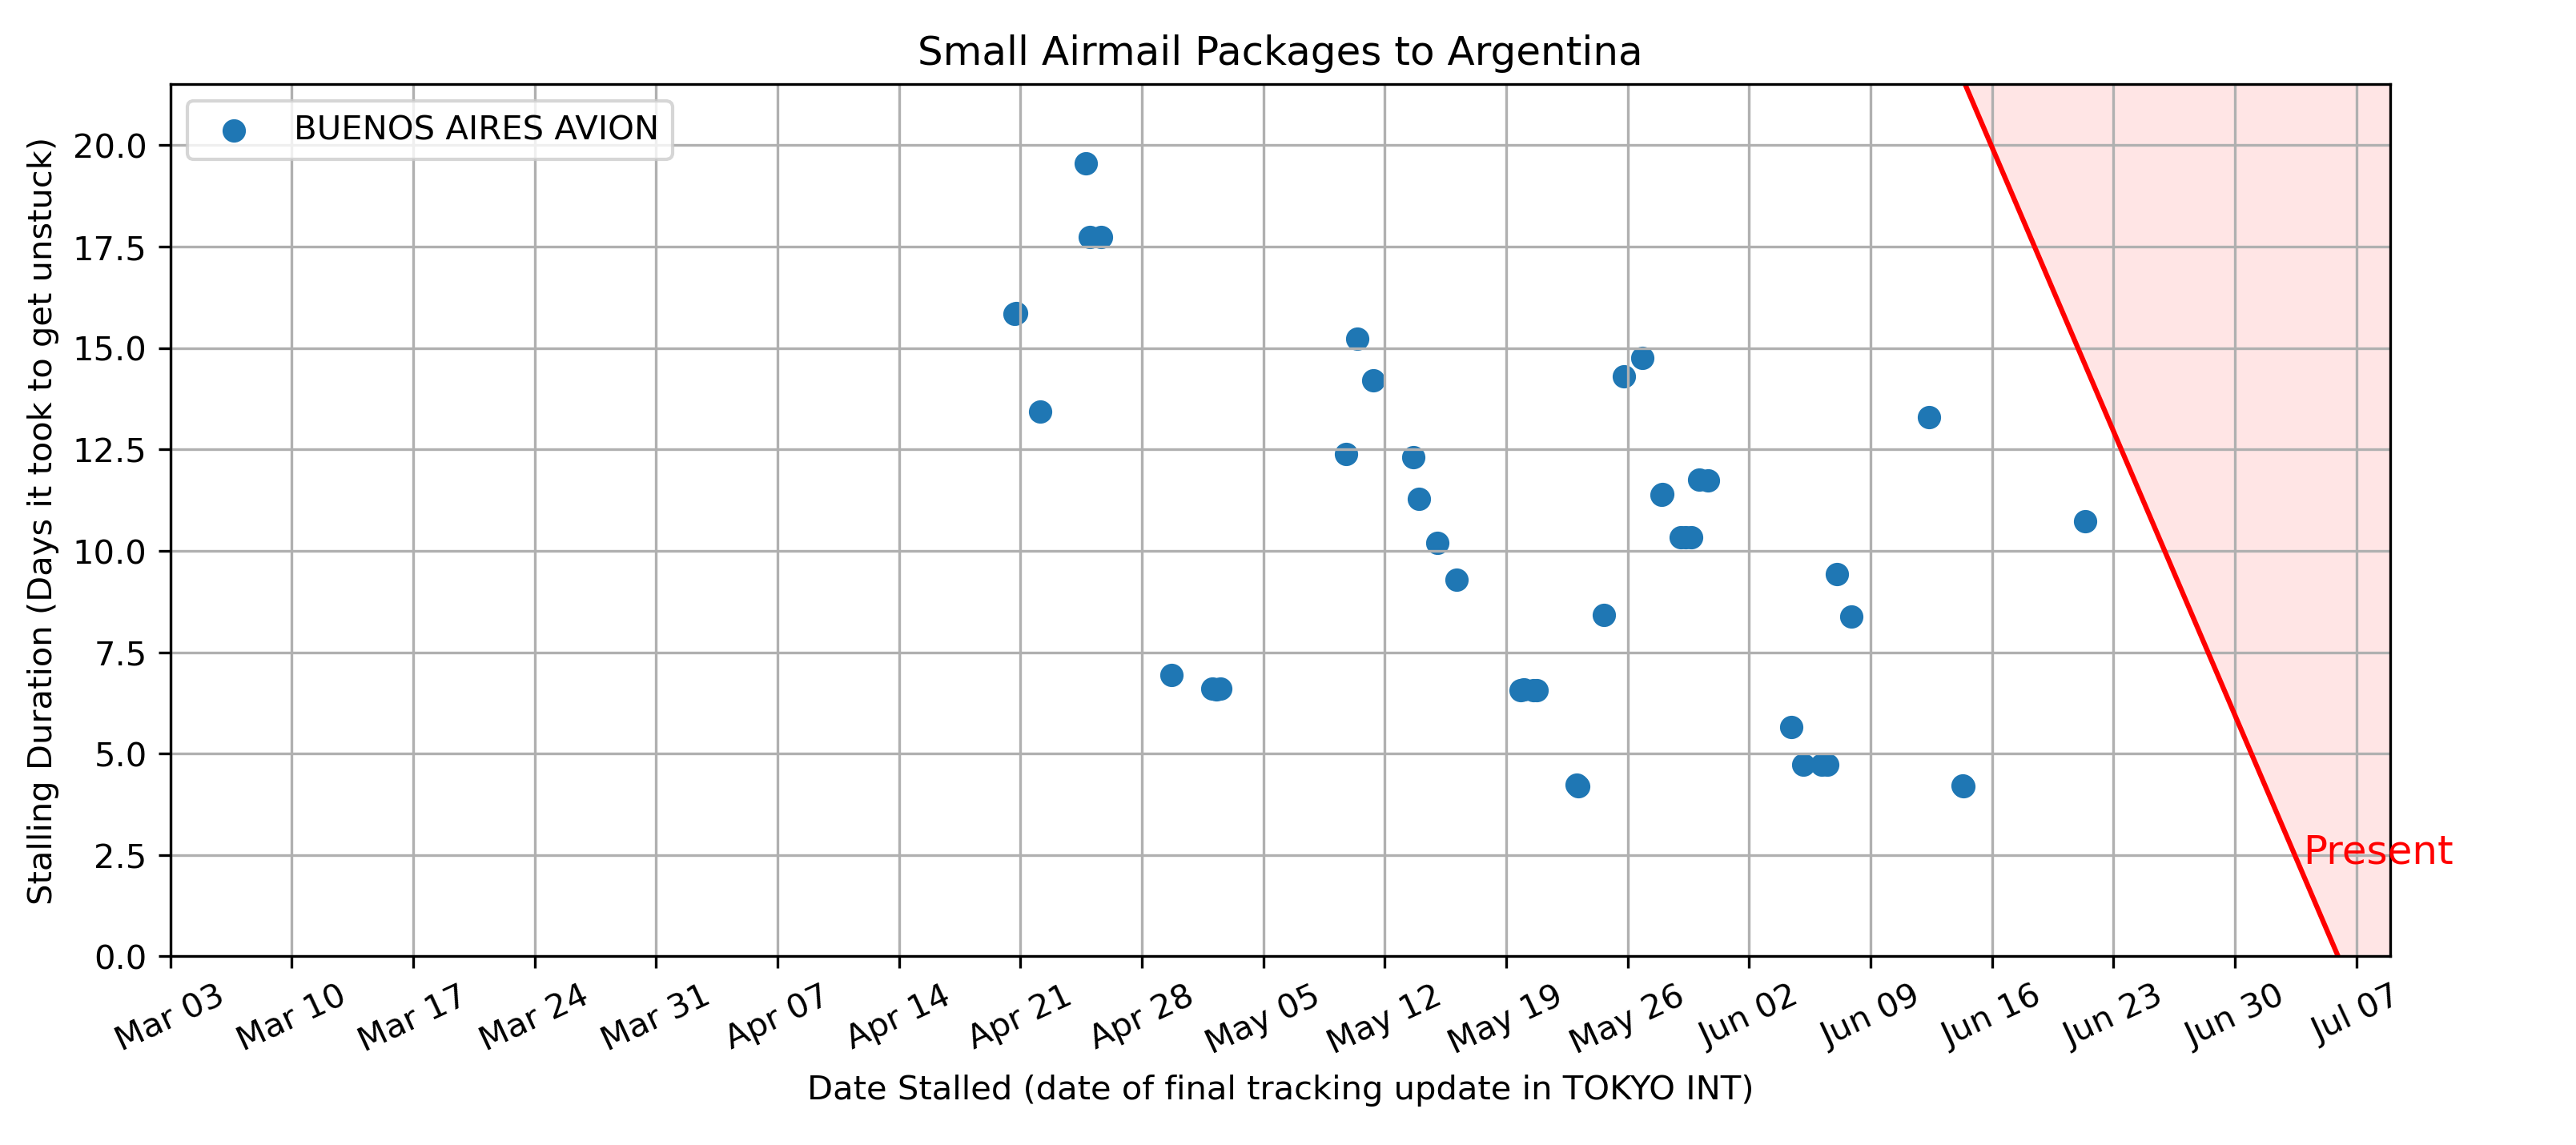 Small Airmail Packages to Argentina
BUENOS AIRES AVION
Stalling Duration (Days it took to get unstuck)
20.0
17.5
15.0
12.5
10.0
7.5
5.0
2.5
0.0
Present
Mar 03 Mar 10 Mar 17 Mar 24 Mar 31 Apr 07 Apr 14 Apr 21 Apr 28 May 05 May 12 May 19 May 26 Jun 02 Jun 09 Jun 16 Jun 23 Jun 30 Jul 07
Date Stalled (date of final tracking update in TOKYO INT)